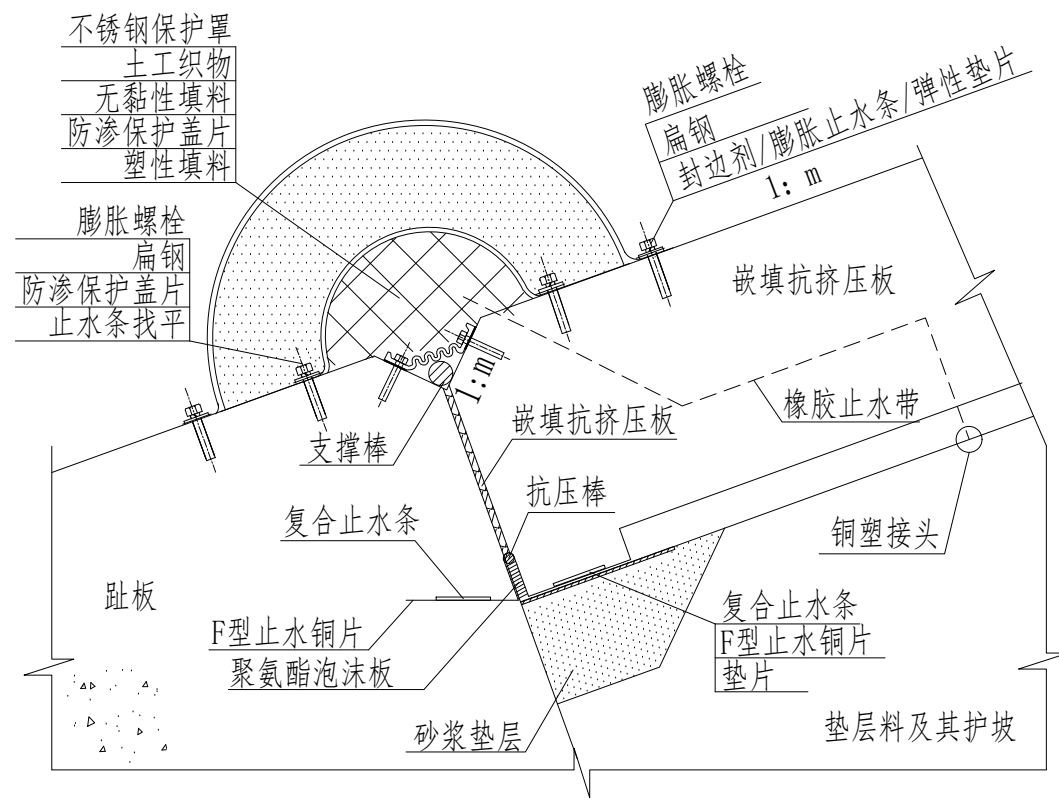 不锈钢保护罩
土工织物
无黏性填料
防渗保护盖片
塑性填料
膨胀螺栓
扁钢
封边剂/膨胀止水条/弹性垫片
1: m
膨胀螺栓
扁钢
防渗保护盖片
止水条找平
嵌填抗挤压板
1:m
橡胶止水带
支撑棒
嵌填抗挤压板
抗压棒
复合止水条
铜塑接头
趾板
F型止水铜片
聚氨酯泡沫板
复合止水条
F型止水铜片
垫片
砂浆垫层
垫层料及其护坡